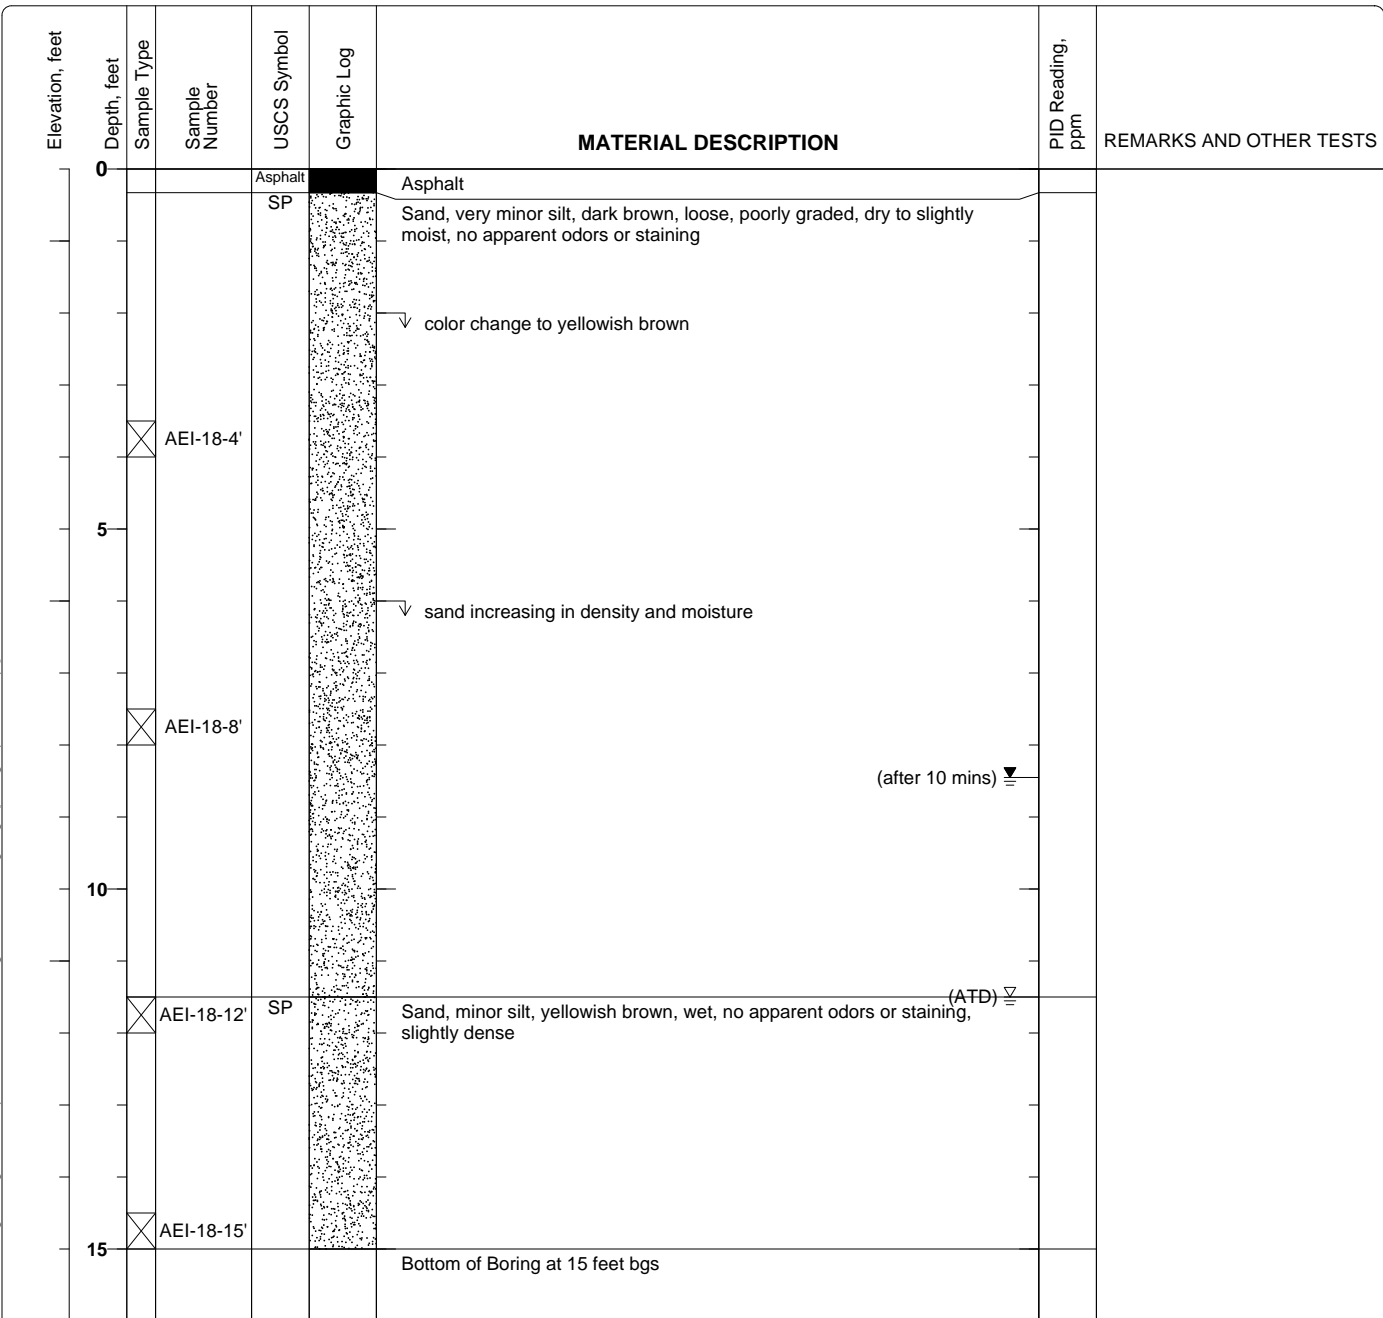 Elevation, feet
Depth, feet
Sample Type
Sample
Number
USCS Symbol
Graphic Log
MATERIAL DESCRIPTION
PID Reading,
ppm
REMARKS AND OTHER TESTS
0
Asphalt
Asphalt
SP
Sand, very minor silt, dark brown, loose, poorly graded, dry to slightly
moist, no apparent odors or staining
color change to yellowish brown
AEI-18-4'
5
sand increasing in density and moisture
AEI-18-8'
(after 10 mins)
10
(ATD)
AEI-18-12'
SP
Sand, minor silt, yellowish brown, wet, no apparent odors or staining,
slightly dense
AEI-18-15'
15
Bottom of Boring at 15 feet bgs